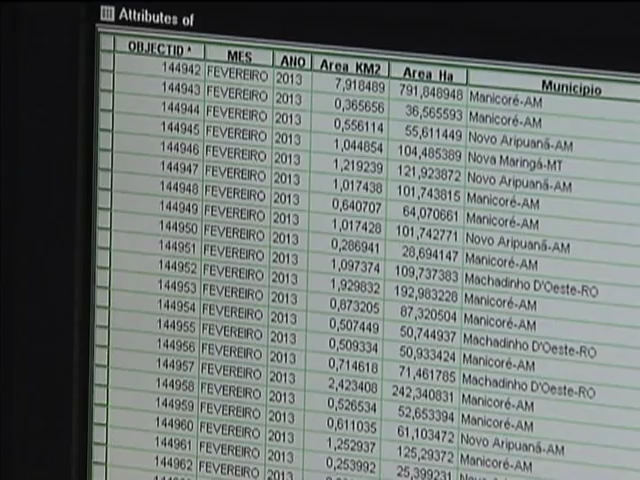 Attributes of
OBJECTID * MES ANO Area_KM2 Area_Ha Municipio
144942 FEVEREIRO 2013 7,918489 791,848948 Manicoré-AM
144943 FEVEREIRO 2013 0,365656 36,565593 Manicoré-AM
144944 FEVEREIRO 2013 0,556114 55,611449 Novo Aripuanã-AM
144945 FEVEREIRO 2013 1,044854 104,485389 Nova Maringá-MT
144946 FEVEREIRO 2013 1,219239 121,923872 Novo Aripuanã-AM
144947 FEVEREIRO 2013 1,017438 101,743815 Manicoré-AM
144948 FEVEREIRO 2013 0,640707 64,070661 Manicoré-AM
144949 FEVEREIRO 2013 1,017428 101,742771 Novo Aripuanã-AM
144950 FEVEREIRO 2013 0,286941 28,694147 Manicoré-AM
144951 FEVEREIRO 2013 1,097374 109,737383 Machadinho D'Oeste-RO
144952 FEVEREIRO 2013 1,929832 192,983228 Manicoré-AM
144953 FEVEREIRO 2013 0,873205 87,320504 Manicoré-AM
144954 FEVEREIRO 2013 0,507449 50,744937 Machadinho D'Oeste-RO
144955 FEVEREIRO 2013 0,509334 50,933424 Manicoré-AM
144956 FEVEREIRO 2013 0,714618 71,461785 Machadinho D'Oeste-RO
144957 FEVEREIRO 2013 2,423408 242,340831 Manicoré-AM
144958 FEVEREIRO 2013 0,526534 52,653394 Manicoré-AM
144959 FEVEREIRO 2013 0,611035 61,103472 Novo Aripuanã-AM
144960 FEVEREIRO 2013 1,252937 125,29372 Manicoré-AM
144961 FEVEREIRO 2013 0,253992 25,399231
144962 FEVEREIRO 2013